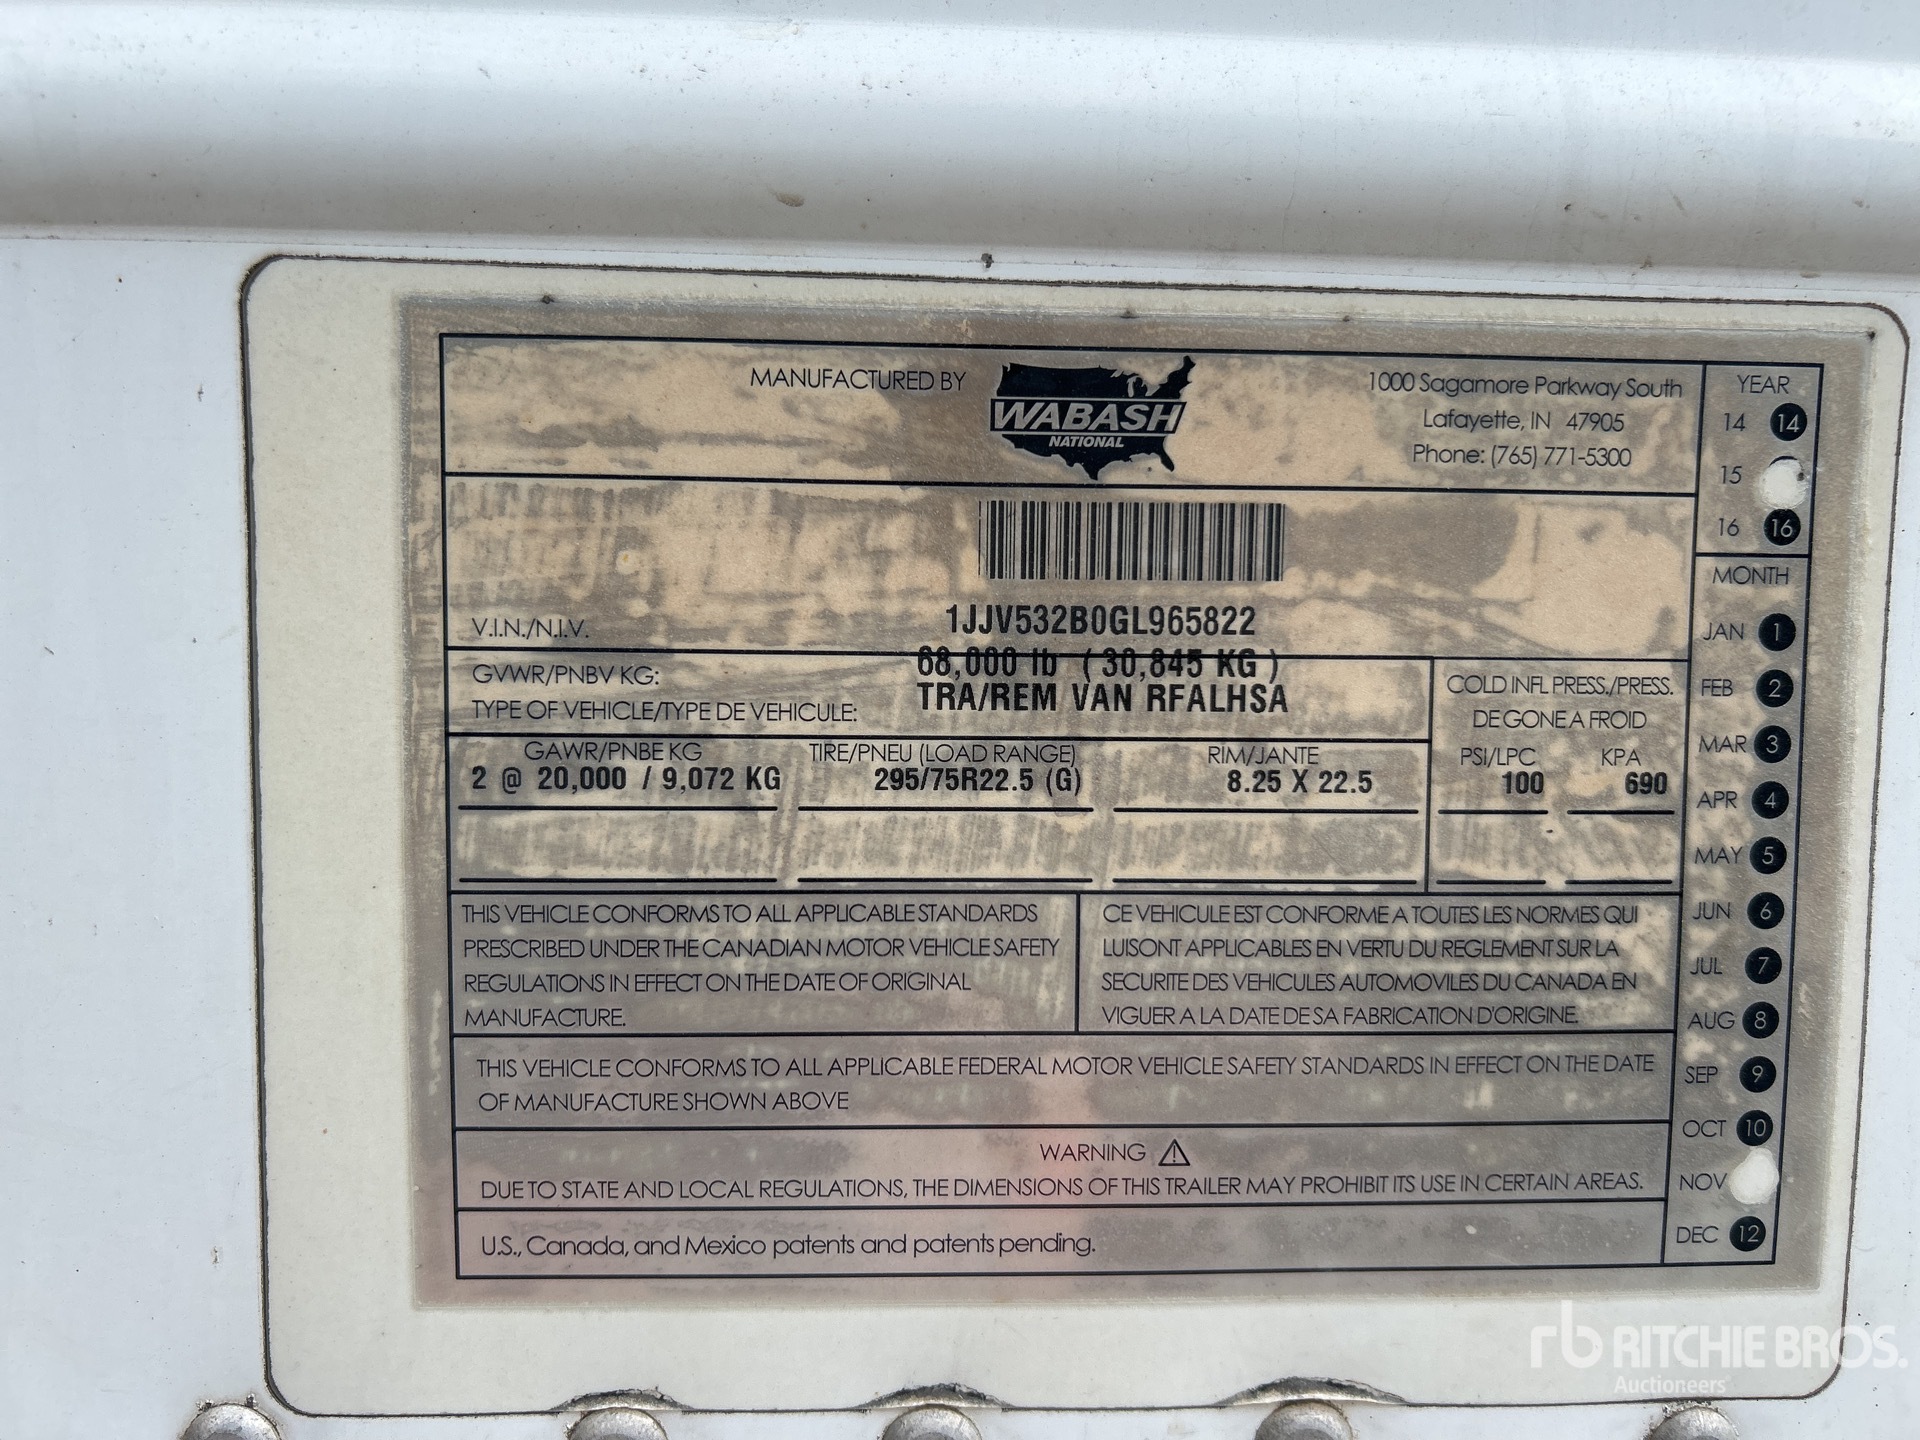 MANUFACTURED BY
WABASH
NATIONAL
1000 Sagamore Parkway South
Lafayette, IN 47905
Phone: (765) 771-5300
YEAR
14 14
15
16 16
V.I.N./N.I.V. 1JJV532B0GL965822
GVWR/PNBV KG: 68,000 lb ( 30,845 KG )
TYPE OF VEHICLE/TYPE DE VEHICULE: TRA/REM VAN RFALHSA
COLD INFL PRESS./PRESS.
DE GONE A FROID
GAWR/PNBE KG TIRE/PNEU (LOAD RANGE) RIM/JANTE PSI/LPC KPA
2 @ 20,000 / 9,072 KG 295/75R22.5 (G) 8.25 X 22.5 100 690
THIS VEHICLE CONFORMS TO ALL APPLICABLE STANDARDS
PRESCRIBED UNDER THE CANADIAN MOTOR VEHICLE SAFETY
REGULATIONS IN EFFECT ON THE DATE OF ORIGINAL
MANUFACTURE.
CE VEHICULE EST CONFORME A TOUTES LES NORMES QUI
LUISONT APPLICABLES EN VERTU DU REGLEMENT SUR LA
SECURITE DES VEHICULES AUTOMOVILES DU CANADA EN
VIGUER A LA DATE DE SA FABRICATION D'ORIGINE.
THIS VEHICLE CONFORMS TO ALL APPLICABLE FEDERAL MOTOR VEHICLE SAFETY STANDARDS IN EFFECT ON THE DATE
OF MANUFACTURE SHOWN ABOVE
WARNING
DUE TO STATE AND LOCAL REGULATIONS, THE DIMENSIONS OF THIS TRAILER MAY PROHIBIT ITS USE IN CERTAIN AREAS.
U.S., Canada, and Mexico patents and patents pending.
MONTH
JAN 1
FEB 2
MAR 3
APR 4
MAY 5
JUN 6
JUL 7
AUG 8
SEP 9
OCT 10
NOV
DEC 12
rb RITCHIE BROS.
Auctioneers